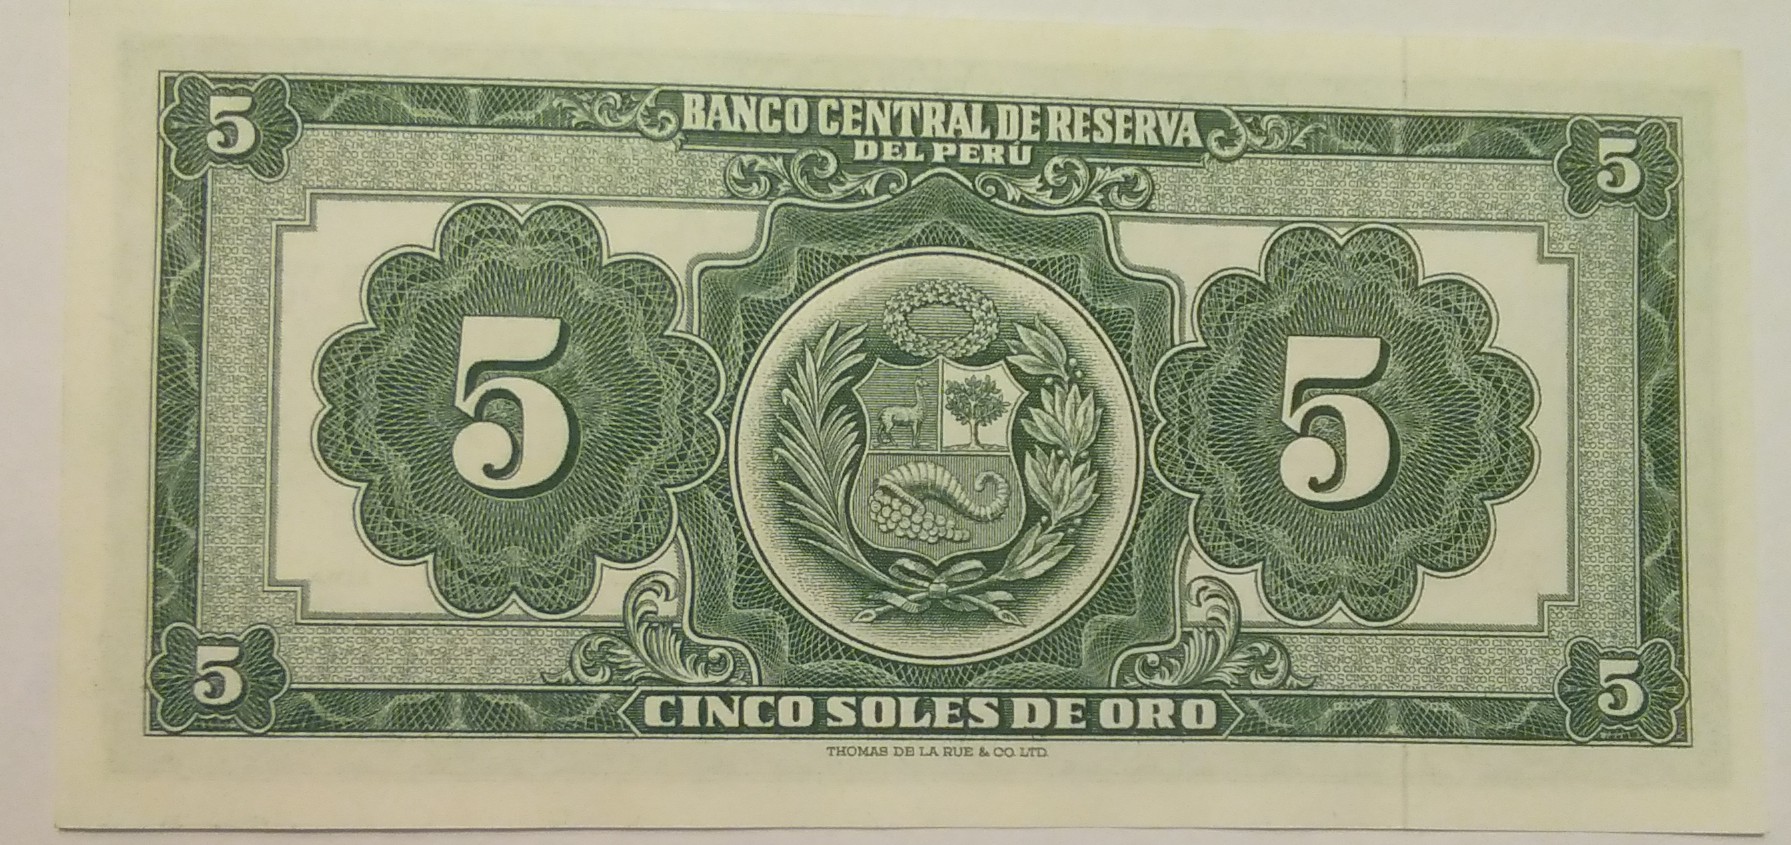 5 BANCO CENTRAL DE RESERVA 5
DEL PERÚ
5 5
5 CINCO SOLES DE ORO 5
THOMAS DE LA RUE & CO. LTD.